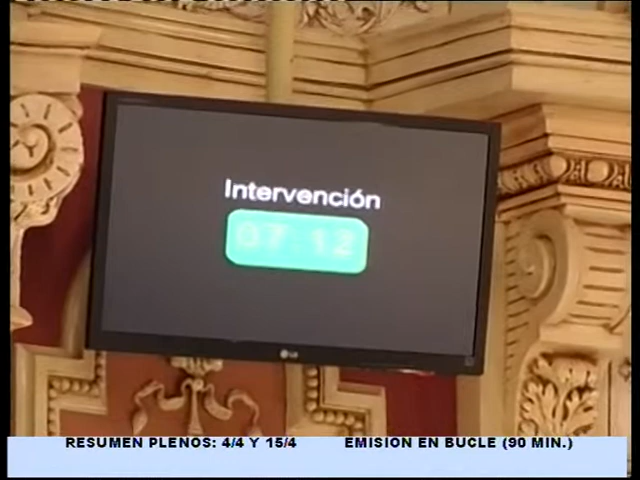 Intervención
07 12
LG
RESUMEN PLENOS: 4/4 Y 15/4 EMISION EN BUCLE (90 MIN.)